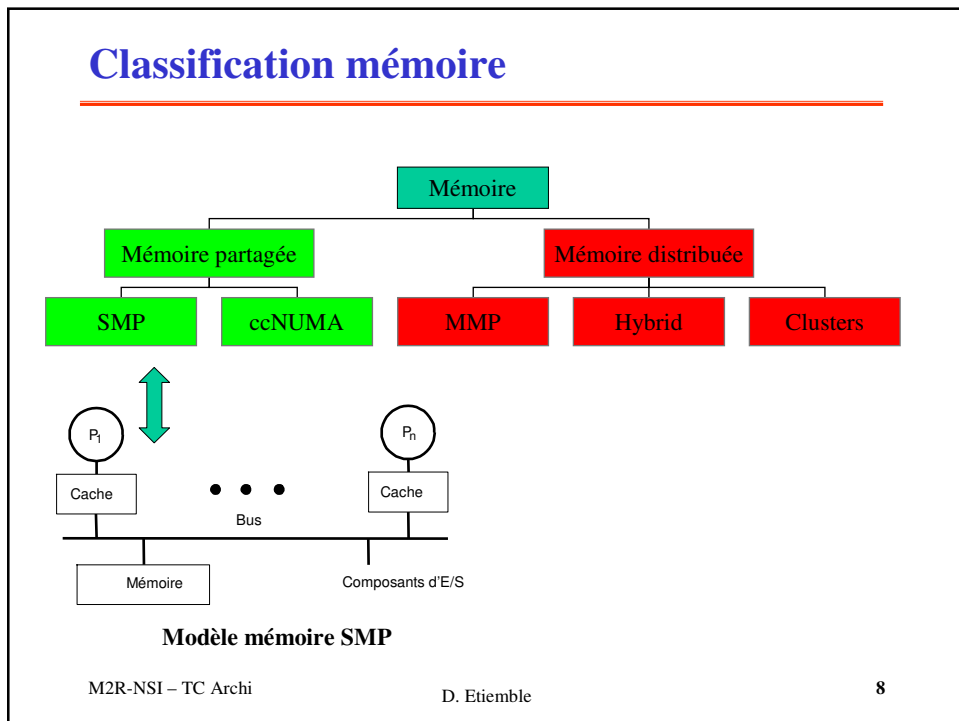 Classification mémoire
Mémoire
Mémoire partagée
Mémoire distribuée
SMP
ccNUMA
MMP
Hybrid
Clusters
P1
Pn
Cache
Cache
Bus
Mémoire
Composants d'E/S
Modèle mémoire SMP
M2R-NSI – TC Archi
D. Etiemble
8